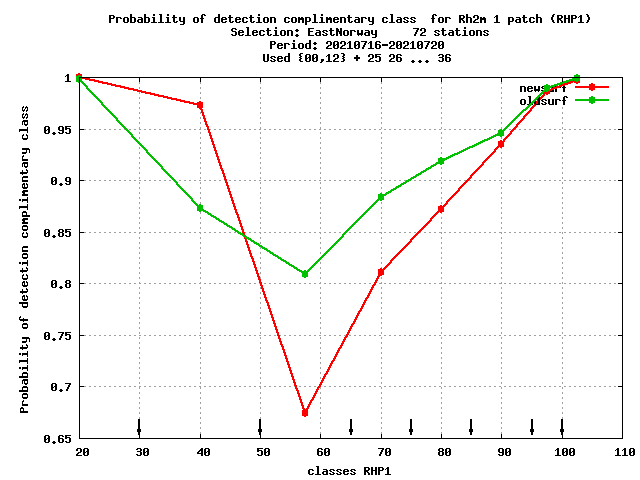 Probability of detection complimentary class  for Rh2m 1 patch (RHP1)
Selection: EastNorway     72 stations
Period: 20210716-20210720
Used {00,12} + 25 26 ... 36
newsurf
oldsurf
Probability of detection complimentary class
1
0,95
0,9
0,85
0,8
0,75
0,7
0,65
20 30 40 50 60 70 80 90 100 110
classes RHP1